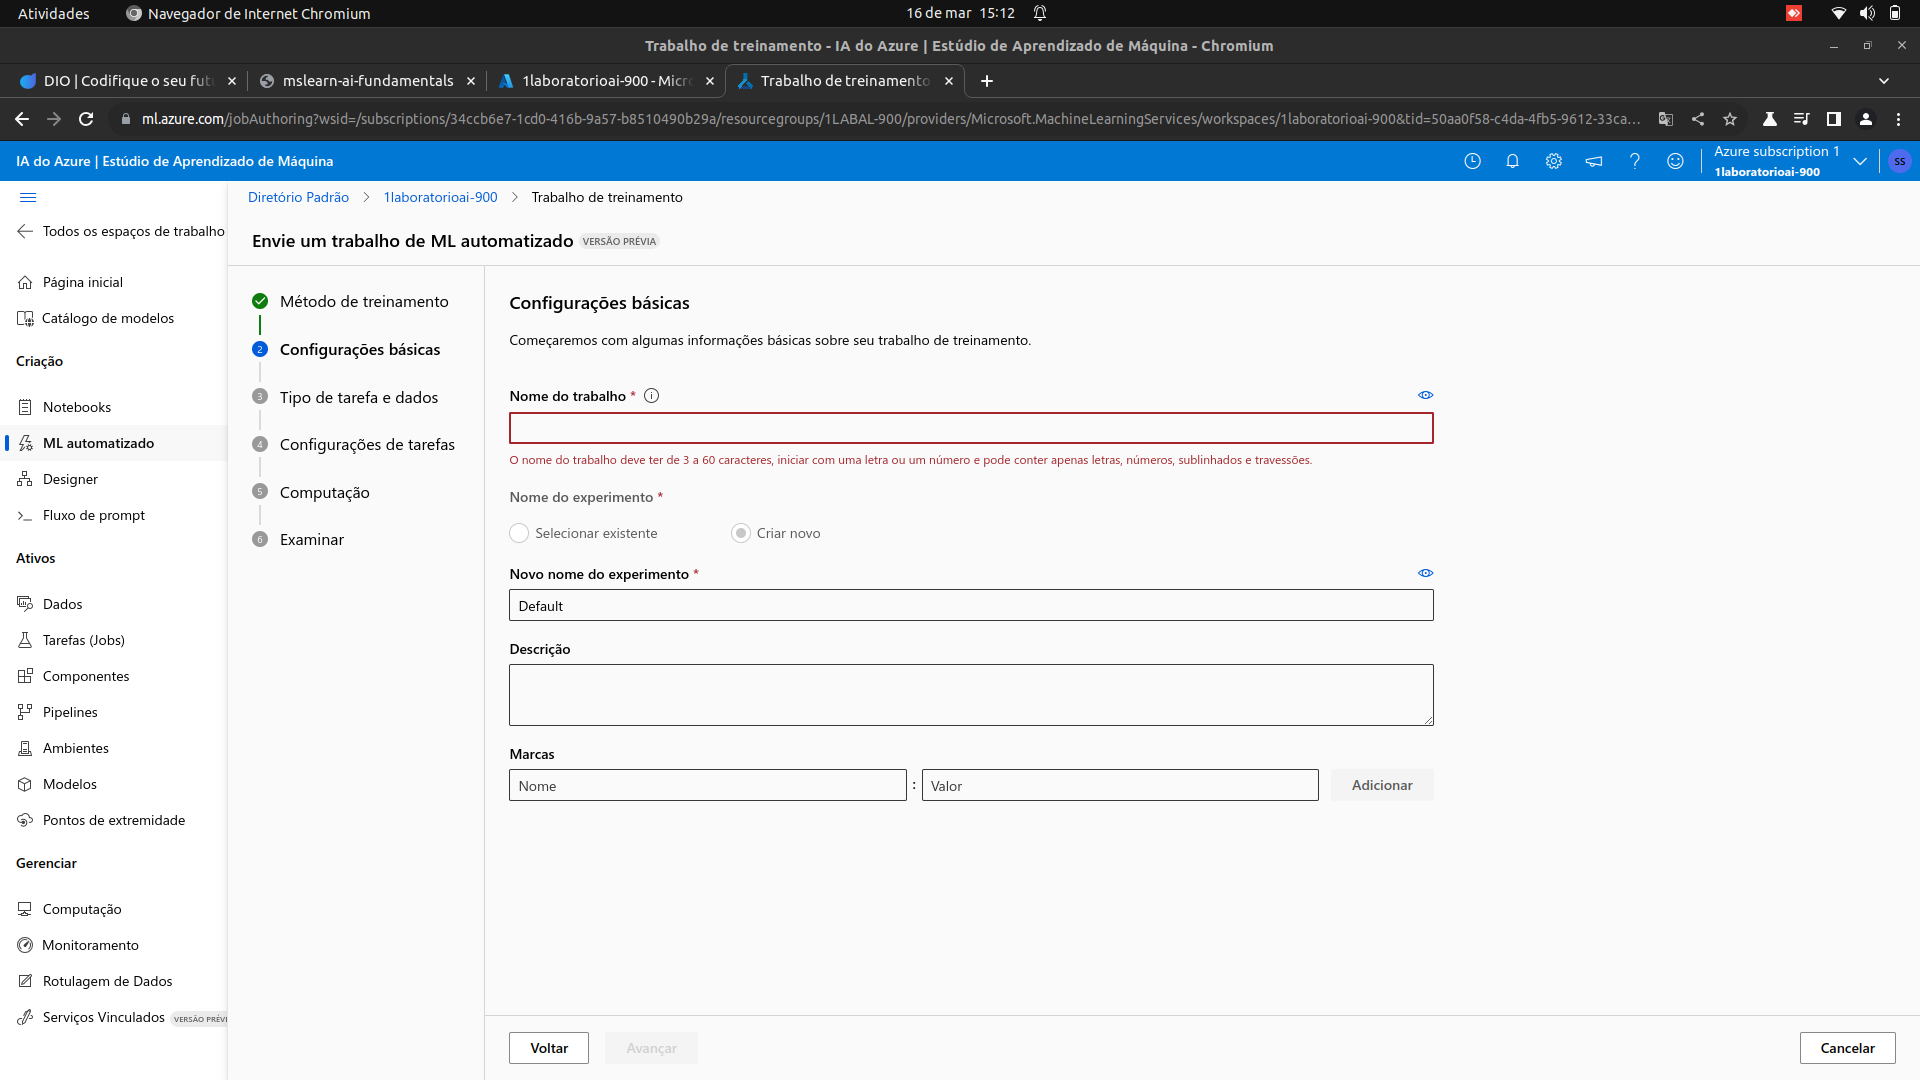 Atividades
Navegador de Internet Chromium
16 de mar 15:12
Trabalho de treinamento - IA do Azure | Estúdio de Aprendizado de Máquina - Chromium
DIO | Codifique o seu fut
mslearn-ai-fundamentals
1laboratorioai-900 - Micr
Trabalho de treinamento
ml.azure.com/jobAuthoring?wsid=/subscriptions/34ccb6e7-1cd0-416b-9a57-b8510490b29a/resourcegroups/1LABAL-900/providers/Microsoft.MachineLearningServices/workspaces/1laboratorioai-900&tid=50aa0f58-c4da-4fb5-9612-33ca...
IA do Azure | Estúdio de Aprendizado de Máquina
Azure subscription 1
1laboratorioai-900
SS
Todos os espaços de trabalho
Página inicial
Catálogo de modelos
Criação
Notebooks
ML automatizado
Designer
Fluxo de prompt
Ativos
Dados
Tarefas (Jobs)
Componentes
Pipelines
Ambientes
Modelos
Pontos de extremidade
Gerenciar
Computação
Monitoramento
Rotulagem de Dados
Serviços Vinculados VERSÃO PRÉVI
Diretório Padrão > 1laboratorioai-900 > Trabalho de treinamento
Envie um trabalho de ML automatizado VERSÃO PRÉVIA
Método de treinamento
2 Configurações básicas
3 Tipo de tarefa e dados
4 Configurações de tarefas
5 Computação
6 Examinar
Configurações básicas
Começaremos com algumas informações básicas sobre seu trabalho de treinamento.
Nome do trabalho *
O nome do trabalho deve ter de 3 a 60 caracteres, iniciar com uma letra ou um número e pode conter apenas letras, números, sublinhados e travessões.
Nome do experimento *
Selecionar existente
Criar novo
Novo nome do experimento *
Default
Descrição
Marcas
Nome : Valor
Adicionar
Voltar
Avançar
Cancelar